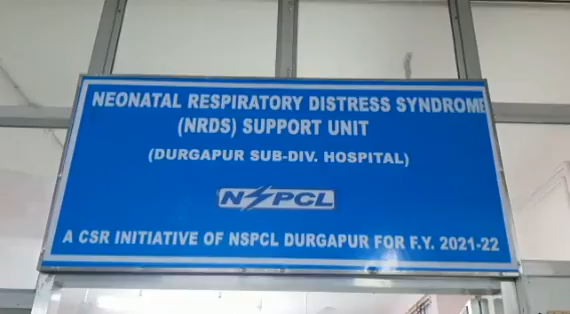 NEONATAL RESPIRATORY DISTRESS SYNDROME
(NRDS) SUPPORT UNIT
(DURGAPUR SUB-DIV. HOSPITAL)
NSPCL
A CSR INITIATIVE OF NSPCL DURGAPUR FOR F.Y. 2021-22